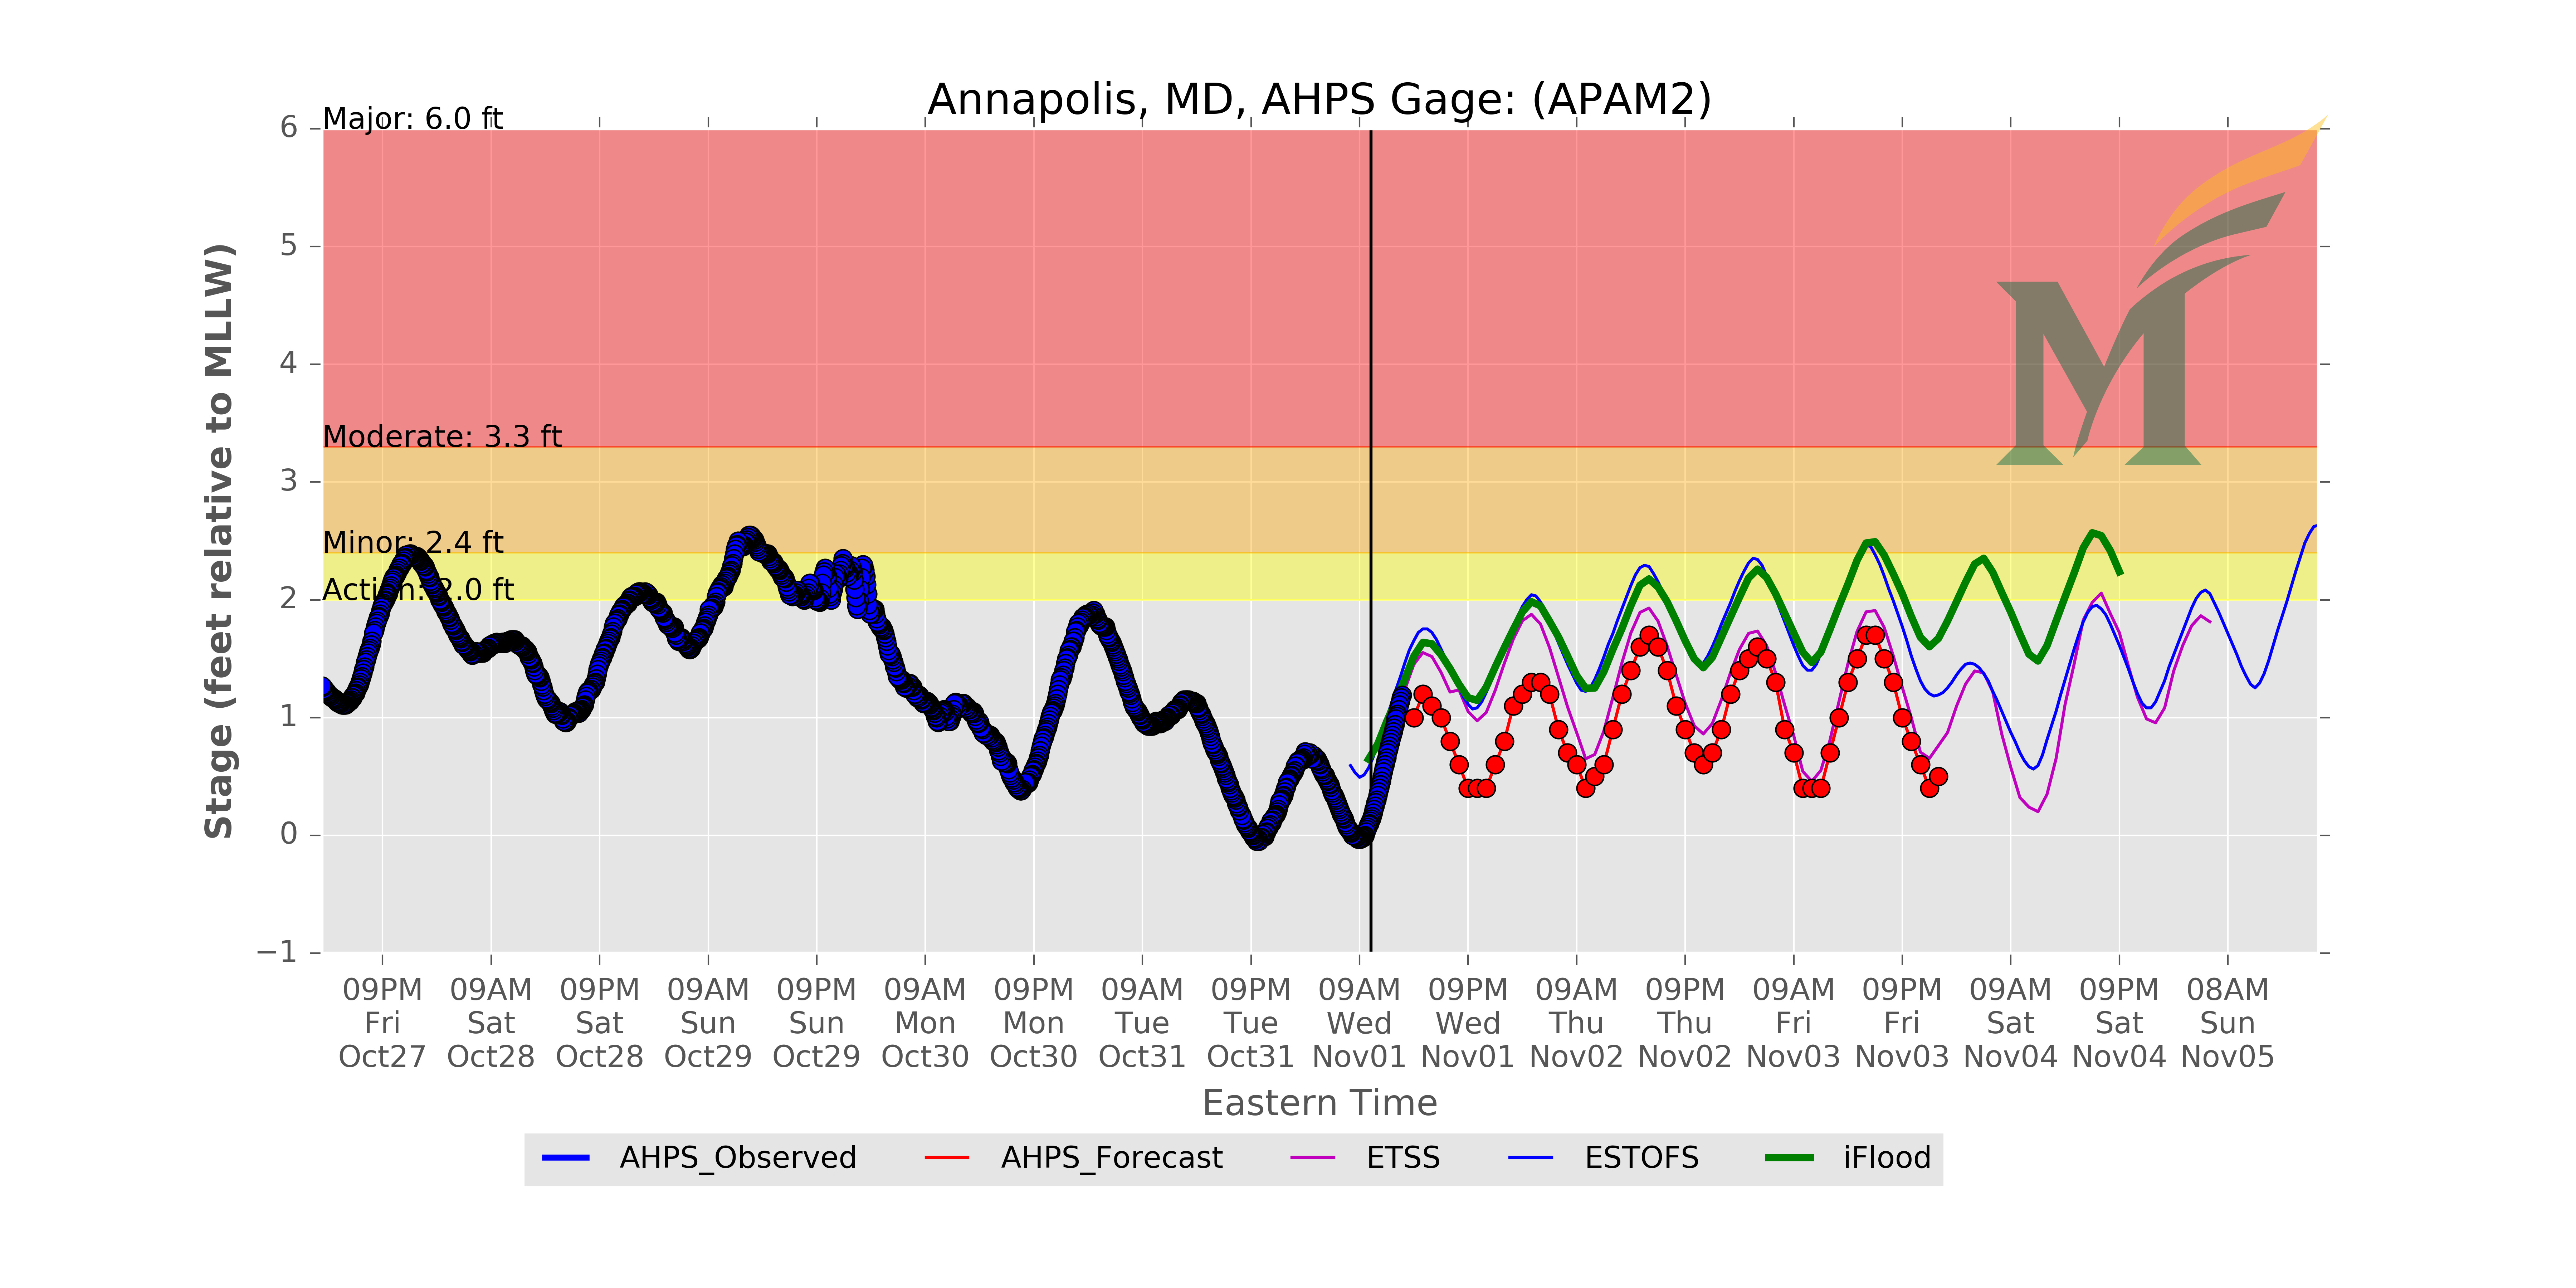 Annapolis, MD, AHPS Gage: (APAM2)
Major: 6.0 ft
Moderate: 3.3 ft
Minor: 2.4 ft
Action: 2.0 ft
6
5
4
3
2
1
0
−1
Stage (feet relative to MLLW)
09PM 09AM 09PM 09AM 09PM 09AM 09PM 09AM 09PM 09AM 09PM 09AM 09PM 09AM 09PM 09AM 09PM 08AM
Fri Sat Sat Sun Sun Mon Mon Tue Tue Wed Wed Thu Thu Fri Fri Sat Sat Sun
Oct27 Oct28 Oct28 Oct29 Oct29 Oct30 Oct30 Oct31 Oct31 Nov01 Nov01 Nov02 Nov02 Nov03 Nov03 Nov04 Nov04 Nov05
Eastern Time
AHPS_Observed AHPS_Forecast ETSS ESTOFS iFlood
M